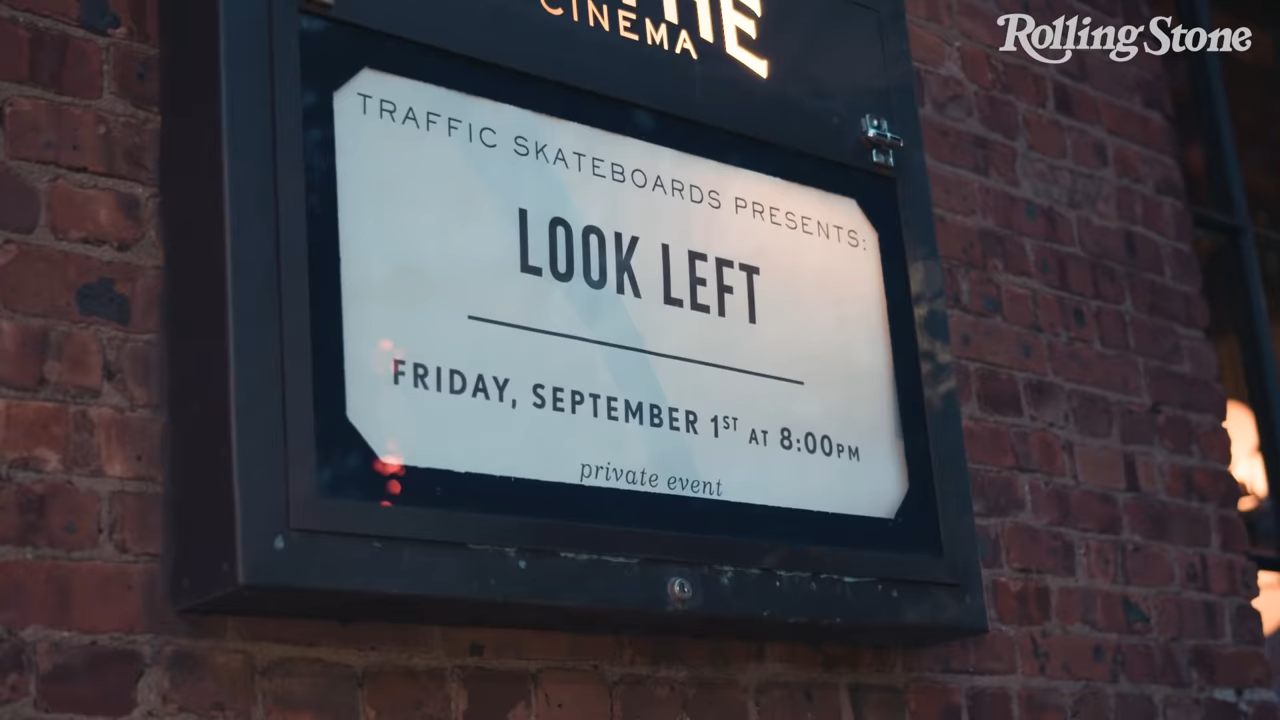 Rolling Stone
CINEMA
TRAFFIC SKATEBOARDS PRESENTS:
LOOK LEFT
FRIDAY, SEPTEMBER 1ST AT 8:00PM
private event